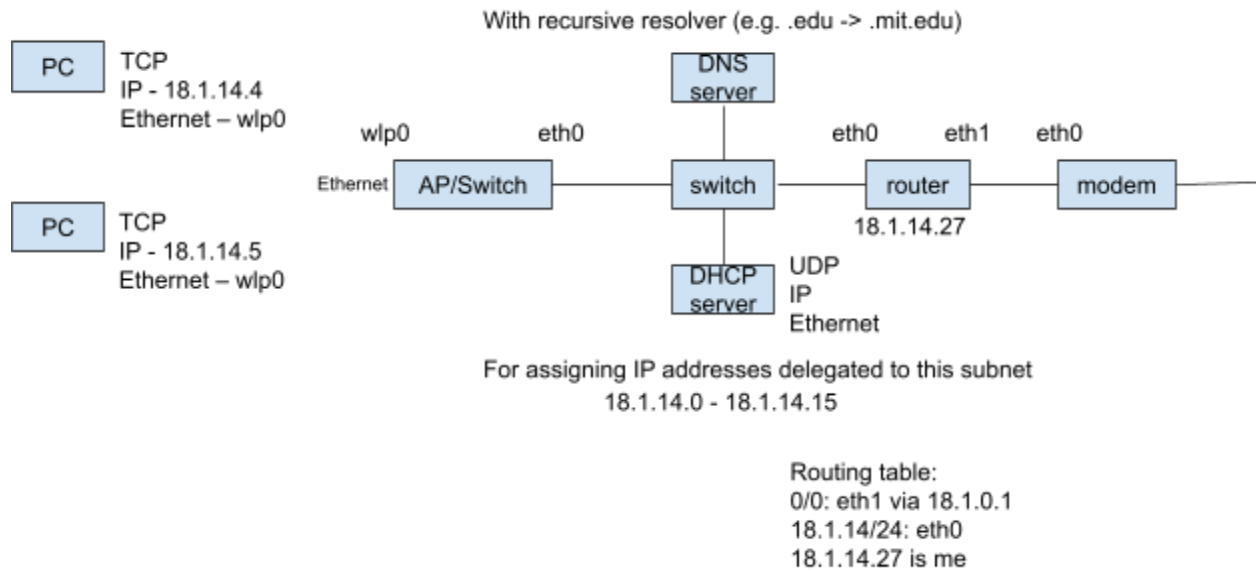 With recursive resolver (e.g. .edu -> .mit.edu)
PC
TCP
IP - 18.1.14.4
Ethernet – wlp0
DNS
server
wlp0
eth0
eth0
eth1
eth0
Ethernet
AP/Switch
switch
router
modem
18.1.14.27
PC
TCP
IP - 18.1.14.5
Ethernet – wlp0
DHCP
server
UDP
IP
Ethernet
For assigning IP addresses delegated to this subnet
18.1.14.0 - 18.1.14.15
Routing table:
0/0: eth1 via 18.1.0.1
18.1.14/24: eth0
18.1.14.27 is me